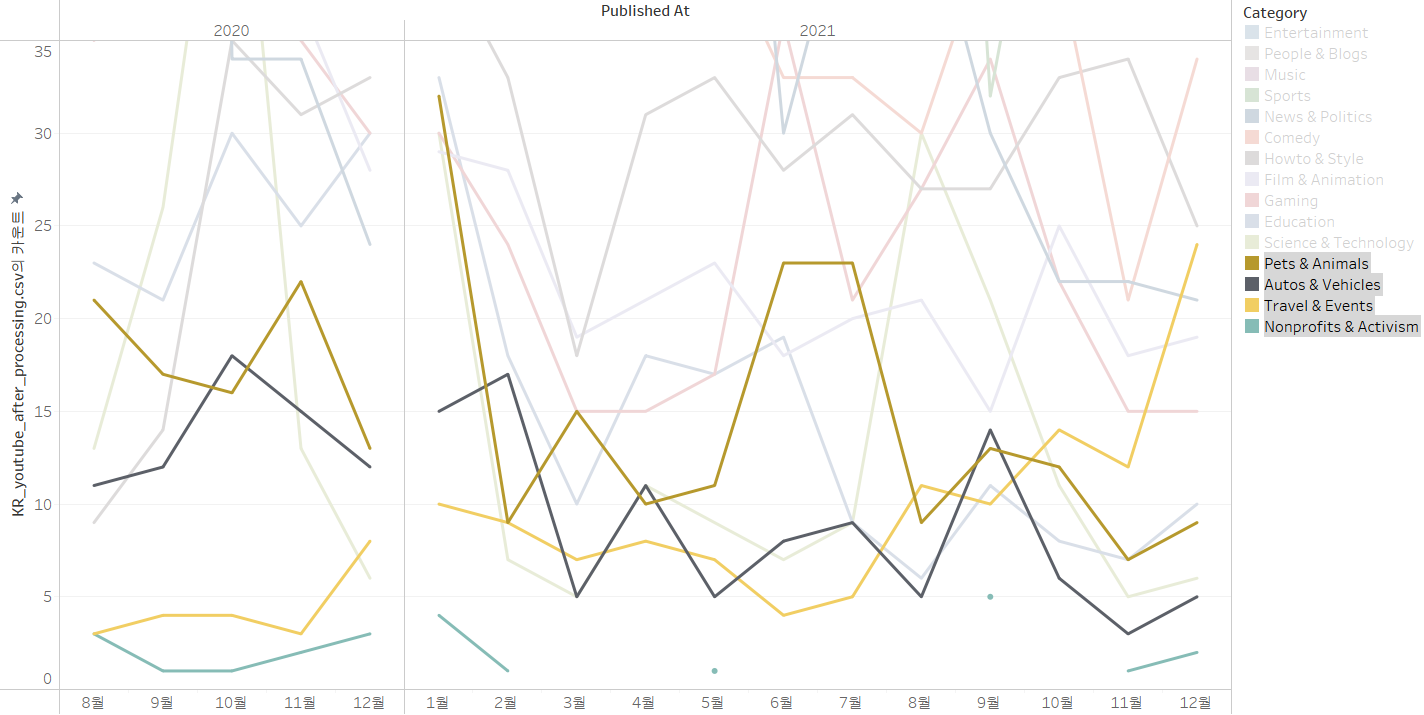 Published At
2020
2021
KR_youtube_after_processing.csv의 카운트
35
30
25
20
15
10
5
0
8월 9월 10월 11월 12월 1월 2월 3월 4월 5월 6월 7월 8월 9월 10월 11월 12월
Category
Entertainment
People & Blogs
Music
Sports
News & Politics
Comedy
Howto & Style
Film & Animation
Gaming
Education
Science & Technology
Pets & Animals
Autos & Vehicles
Travel & Events
Nonprofits & Activism